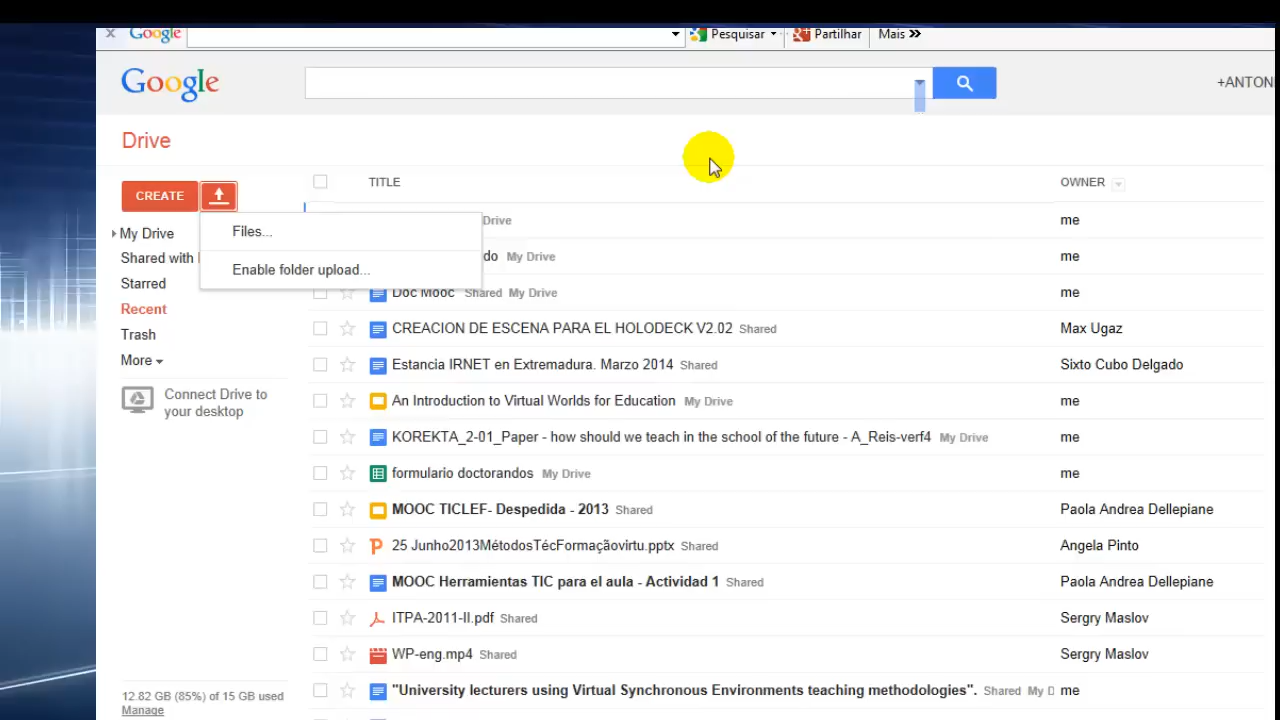 Google Pesquisar Partilhar Mais »
Google +ANTON
Drive
CREATE TITLE OWNER
Files...
Enable folder upload...
My Drive
Shared with
Starred
Recent
Trash
More
Connect Drive to
your desktop
12.82 GB (85%) of 15 GB used
Manage
Drive me
do My Drive me
Doc Mooc Shared My Drive me
CREACION DE ESCENA PARA EL HOLODECK V2.02 Shared Max Ugaz
Estancia IRNET en Extremadura. Marzo 2014 Shared Sixto Cubo Delgado
An Introduction to Virtual Worlds for Education My Drive me
KOREKTA_2-01_Paper - how should we teach in the school of the future - A_Reis-verf4 My Drive me
formulario doctorandos My Drive me
MOOC TICLEF- Despedida - 2013 Shared Paola Andrea Dellepiane
25 Junho2013MétodosTécFormaçãovirtu.pptx Shared Angela Pinto
MOOC Herramientas TIC para el aula - Actividad 1 Shared Paola Andrea Dellepiane
ITPA-2011-II.pdf Shared Sergry Maslov
WP-eng.mp4 Shared Sergry Maslov
"University lecturers using Virtual Synchronous Environments teaching methodologies". Shared My D me